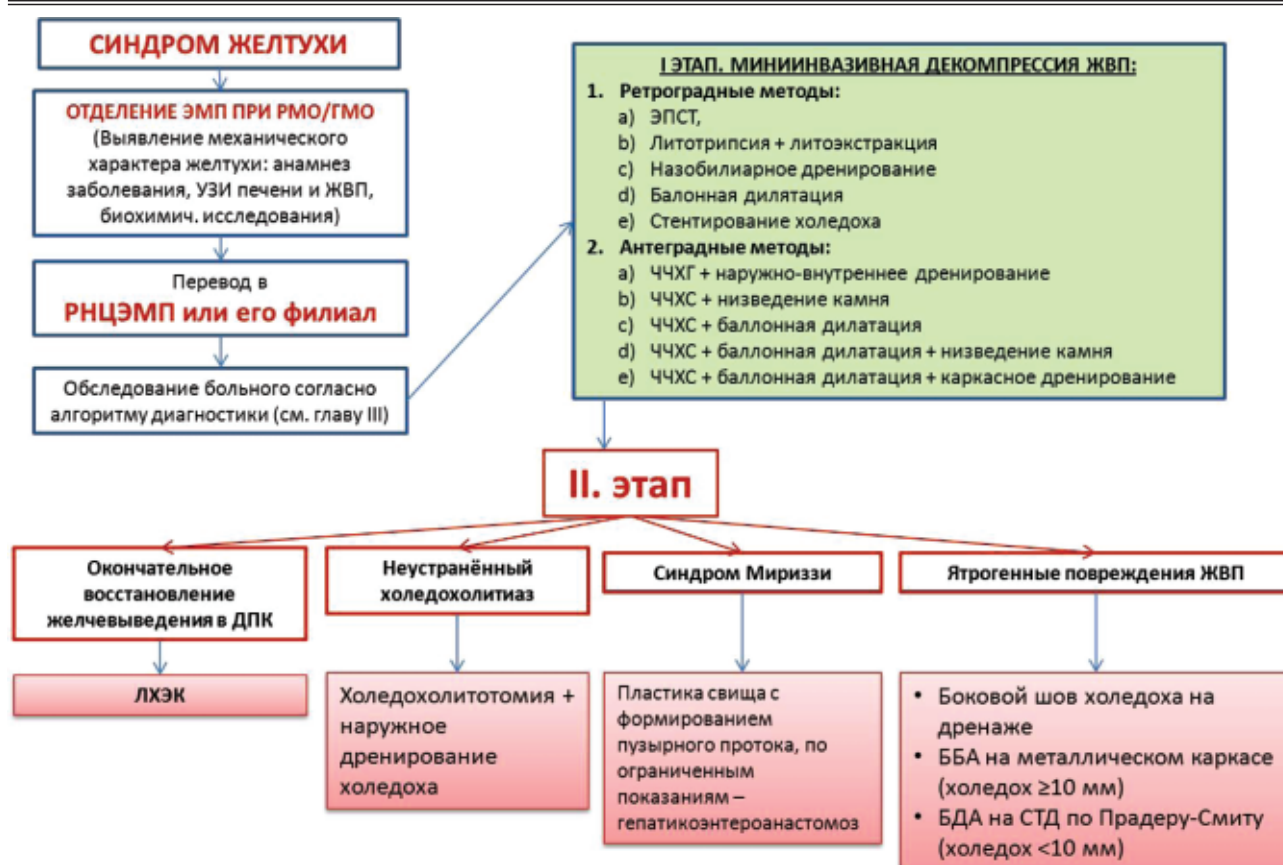 СИНДРОМ ЖЕЛТУХИ
ОТДЕЛЕНИЕ ЭМП ПРИ РМО/ГМО
(Выявление механического
характера желтухи: анамнез
заболевания, УЗИ печени и ЖВП,
биохимич. исследования)
Перевод в
РНЦЭМП или его филиал
Обследование больного согласно
алгоритму диагностики (см. главу III)
I ЭТАП. МИНИИНВАЗИВНАЯ ДЕКОМПРЕССИЯ ЖВП:
1. Ретроградные методы:
a) ЭПСТ,
b) Литотрипсия + литоэкстракция
c) Назобилиарное дренирование
d) Балонная дилятация
e) Стентирование холедоха
2. Антеградные методы:
a) ЧЧХГ + наружно-внутреннее дренирование
b) ЧЧХС + низведение камня
c) ЧЧХС + баллонная дилатация
d) ЧЧХС + баллонная дилатация + низведение камня
e) ЧЧХС + баллонная дилатация + каркасное дренирование
II. этап
Окончательное
восстановление
желчевыведения в ДПК
ЛХЭК
Неустранённый
холедохолитиаз
Холедохолитотомия +
наружное
дренирование
холедоха
Синдром Мириззи
Пластика свища с
формированием
пузырного протока, по
ограниченным
показаниям –
гепатикоэнтероанастомоз
Ятрогенные повреждения ЖВП
• Боковой шов холедоха на
дренаже
• ББА на металлическом каркасе
(холедох ≥10 мм)
• БДА на СТД по Прадеру-Смиту
(холедох <10 мм)